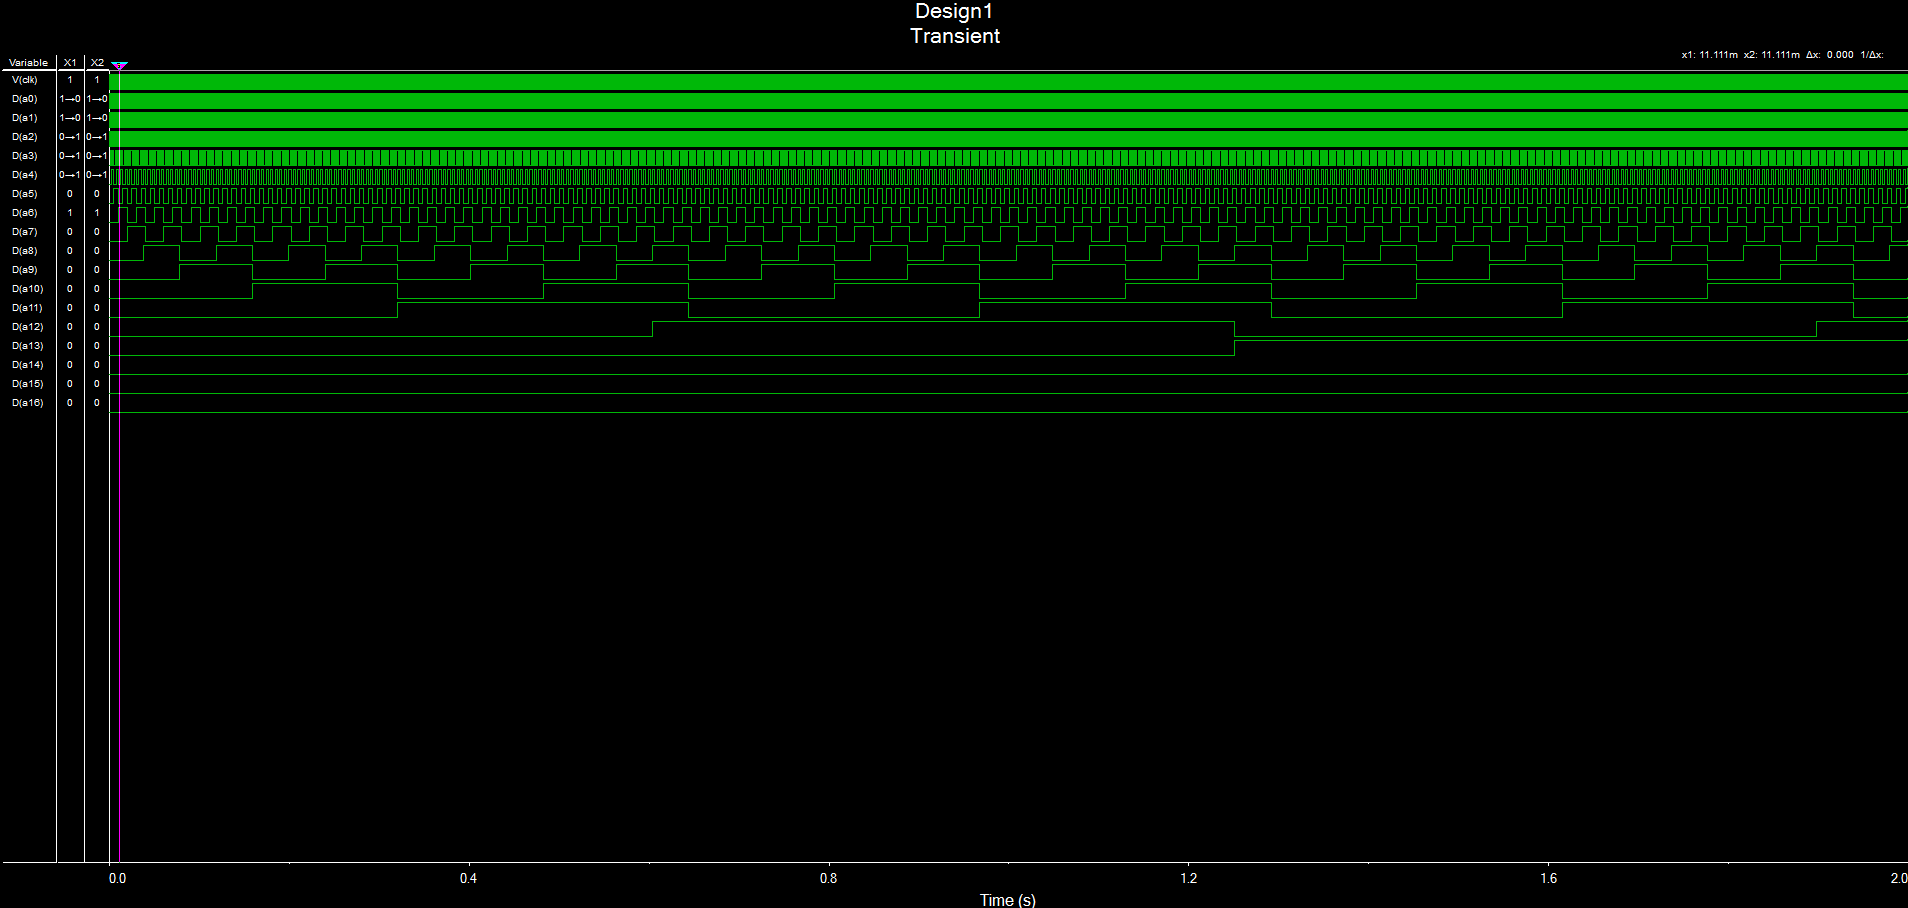 Design1
Transient
x1: 11.111m x2: 11.111m Δx: 0.000 1/Δx:
Variable X1 X2
V(clk) 1 1
D(a0) 1→0 1→0
D(a1) 1→0 1→0
D(a2) 0→1 0→1
D(a3) 0→1 0→1
D(a4) 0→1 0→1
D(a5) 0 0
D(a6) 1 1
D(a7) 0 0
D(a8) 0 0
D(a9) 0 0
D(a10) 0 0
D(a11) 0 0
D(a12) 0 0
D(a13) 0 0
D(a14) 0 0
D(a15) 0 0
D(a16) 0 0
0.0 0.4 0.8 1.2 1.6 2.0
Time (s)